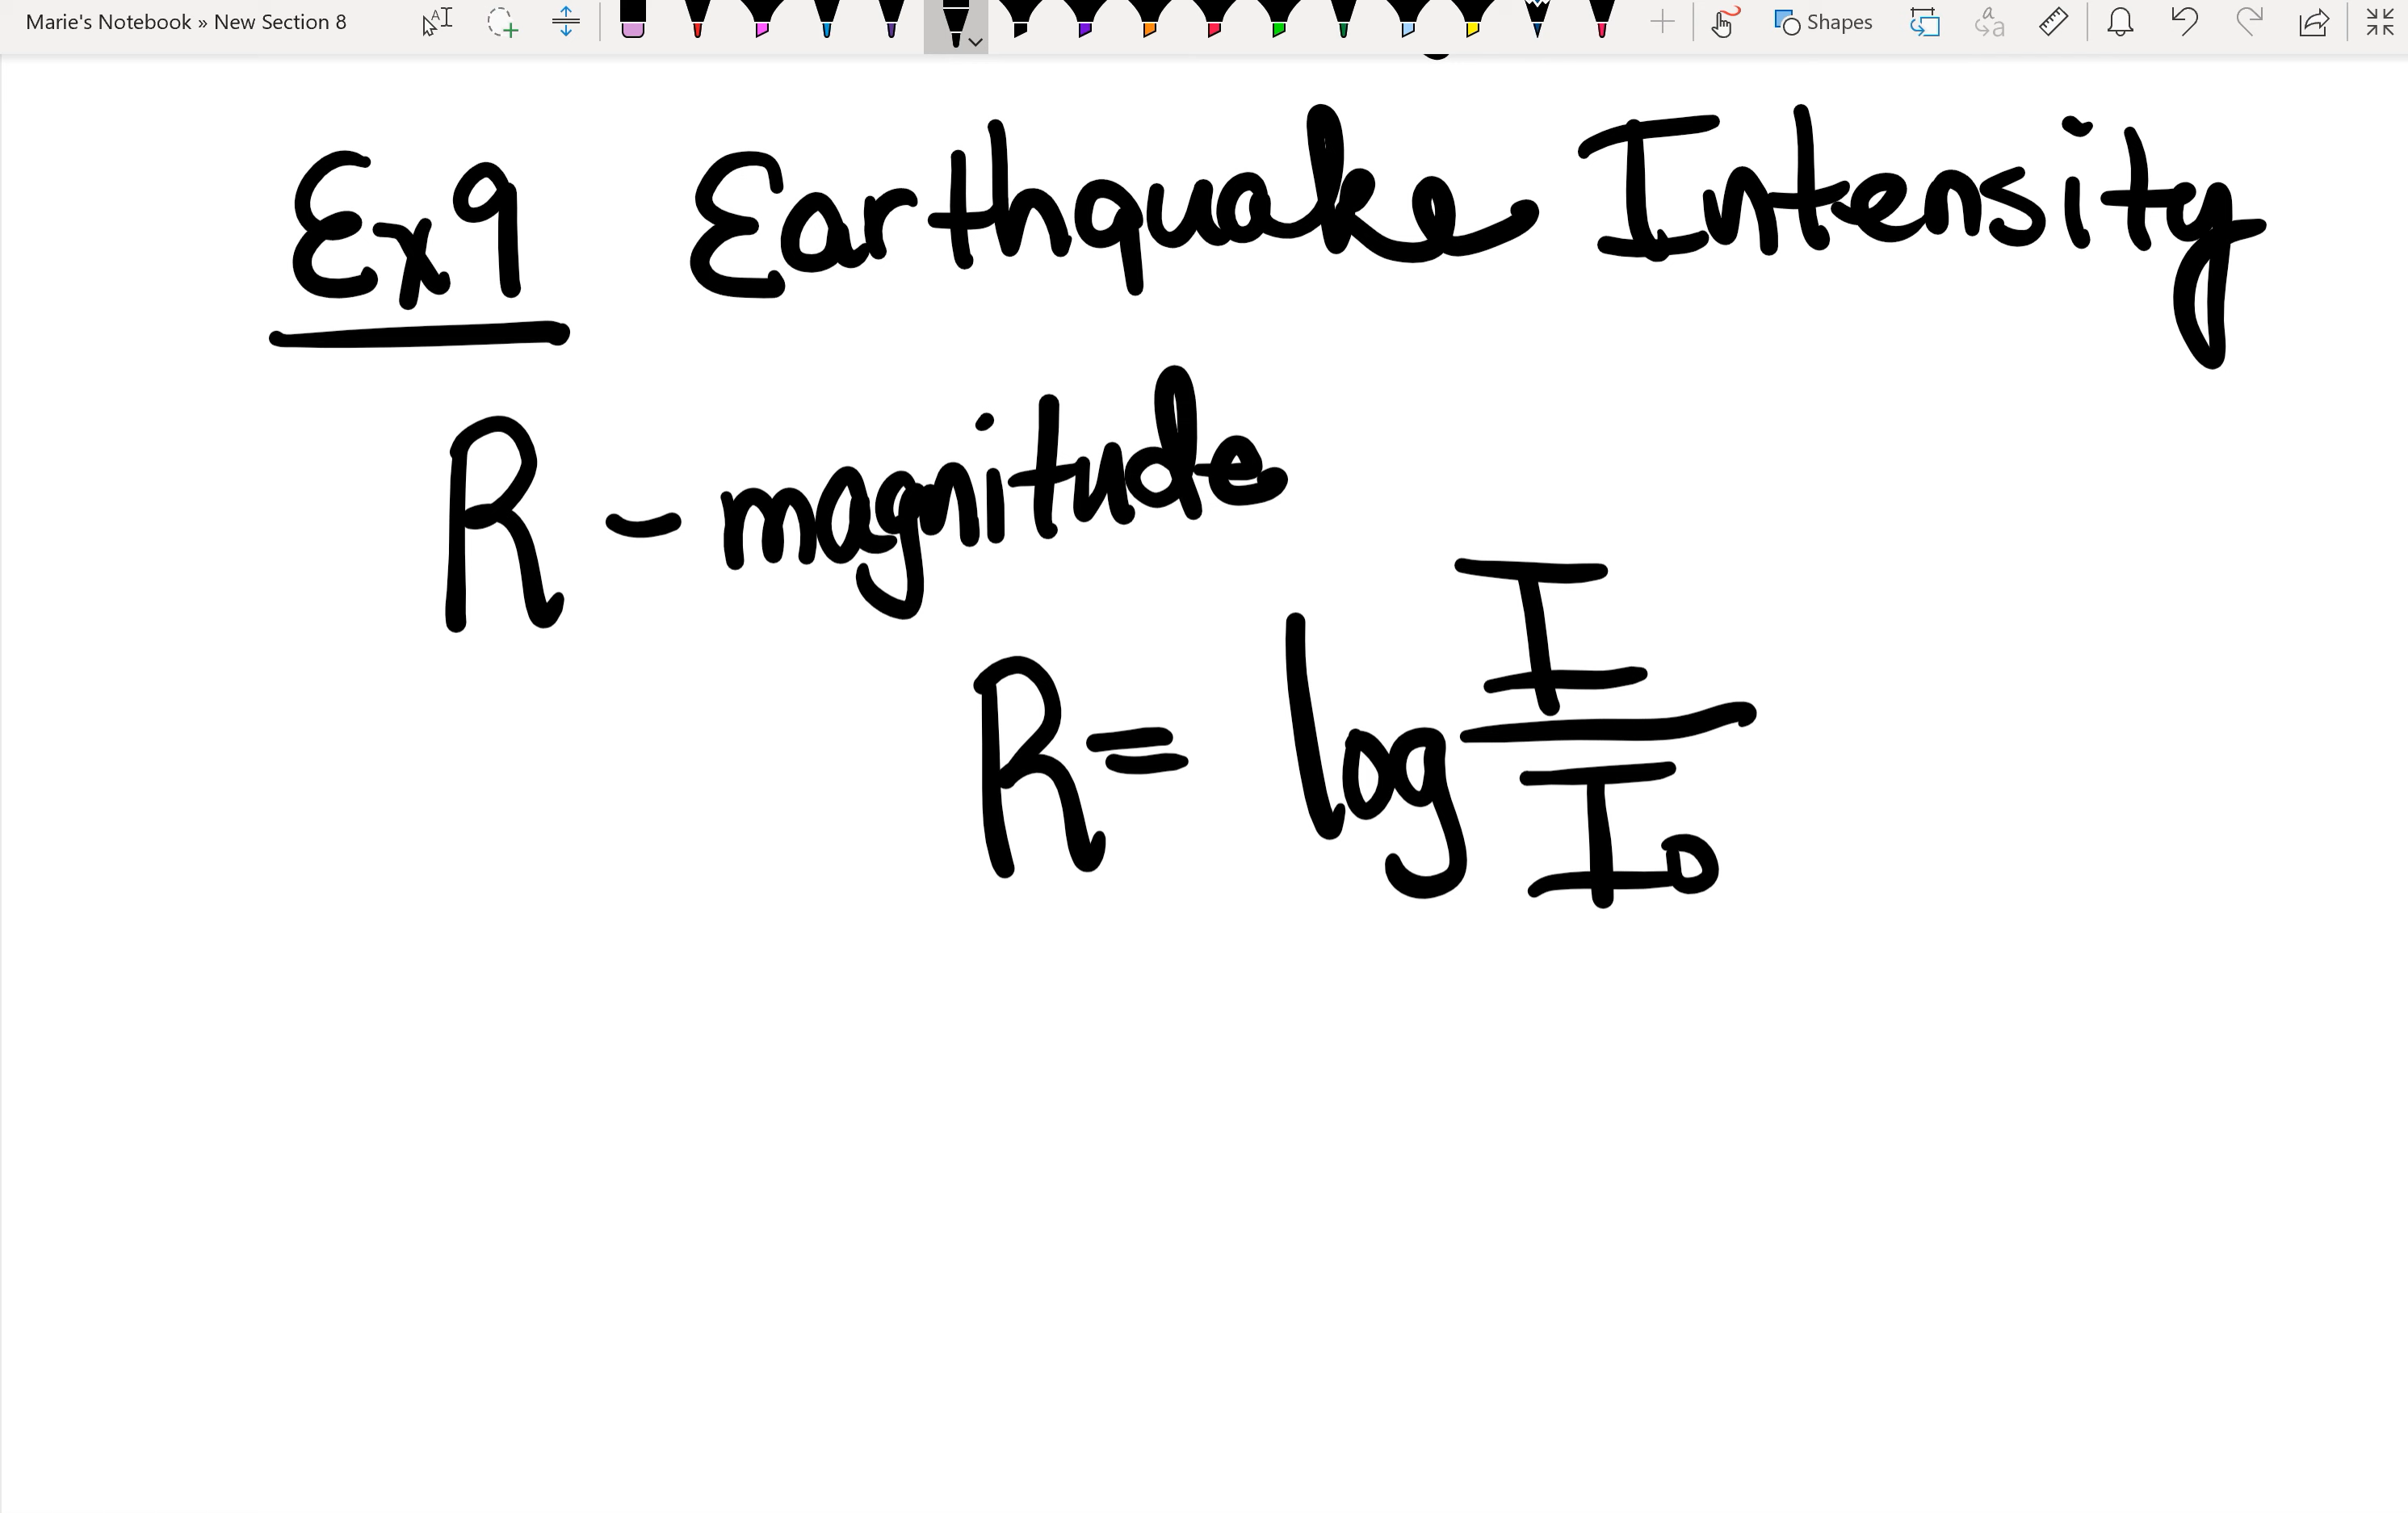 Marie's Notebook » New Section 8
Shapes
Ex9 Earthquake Intensity
R - magnitude
R = log I/I₀